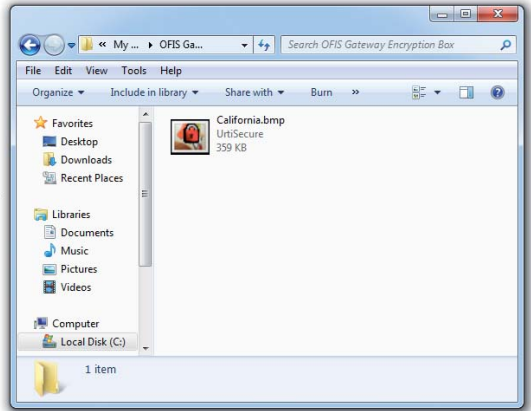 « My ... ▸ OFIS Ga...
Search OFIS Gateway Encryption Box
File Edit View Tools Help
Organize Include in library Share with Burn »
Favorites
Desktop
Downloads
Recent Places
Libraries
Documents
Music
Pictures
Videos
Computer
Local Disk (C:)
California.bmp
UrtiSecure
359 KB
1 item